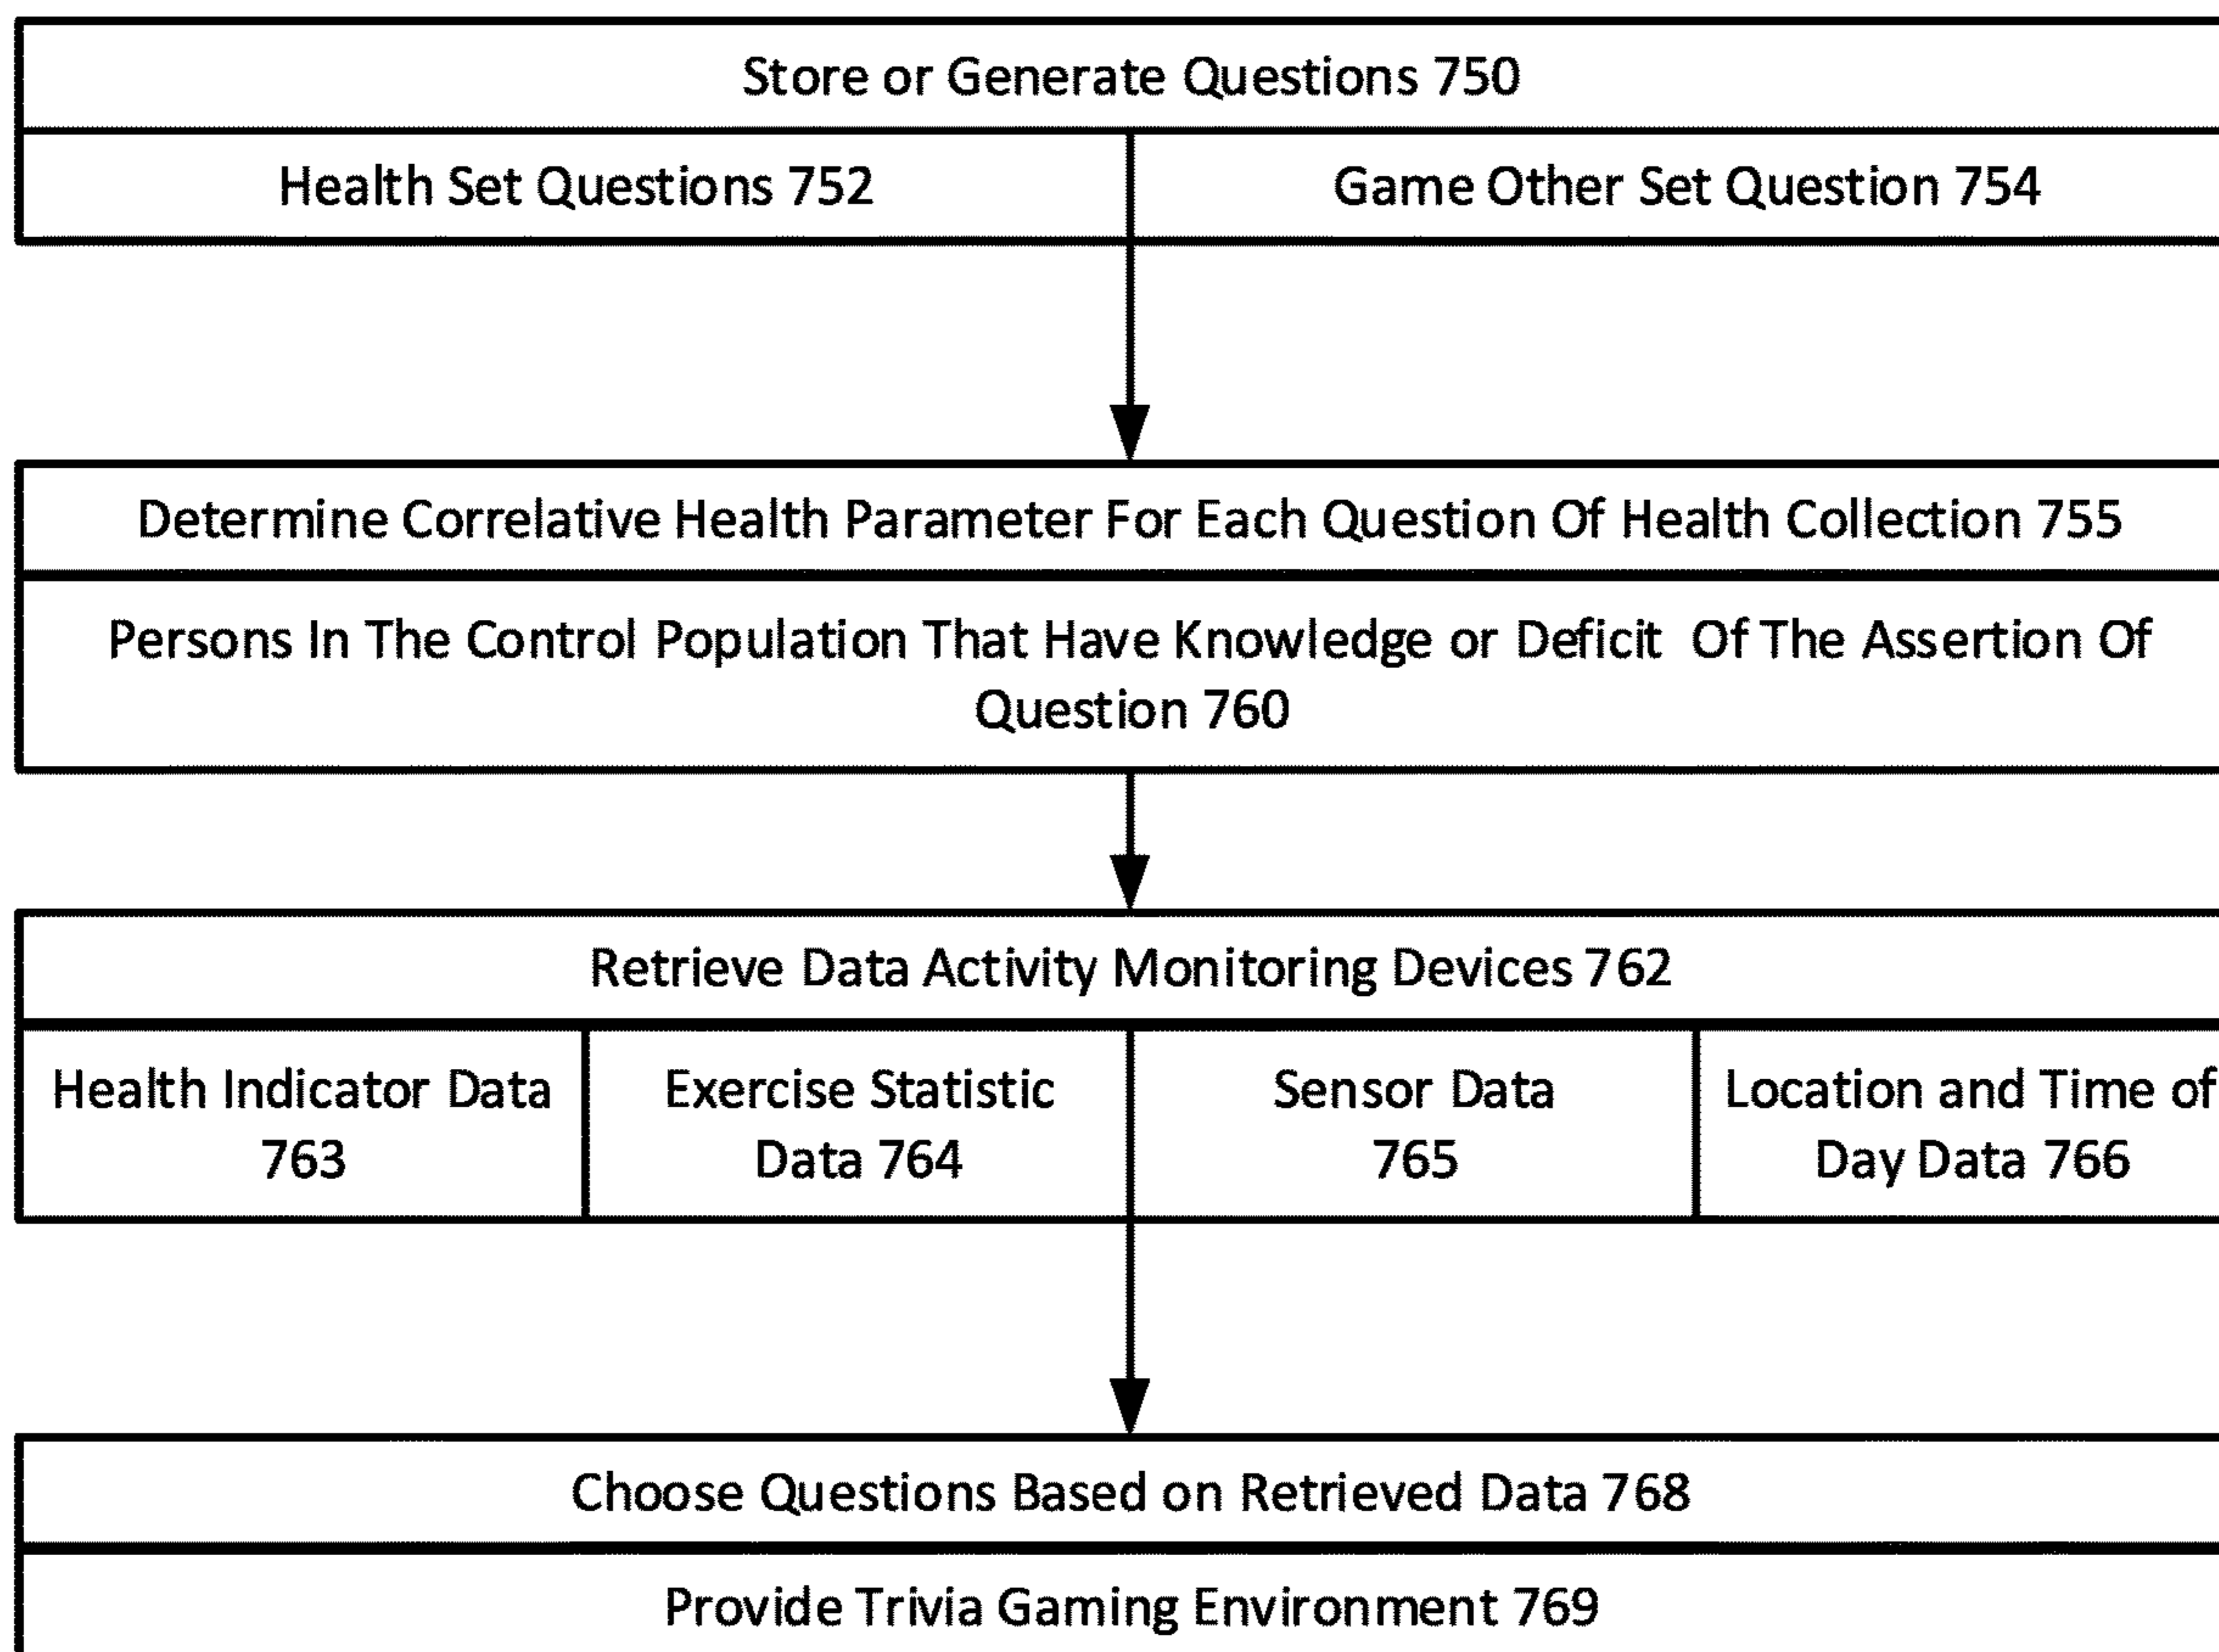 Store or Generate Questions 750
Health Set Questions 752
Game Other Set Question 754
Determine Correlative Health Parameter For Each Question Of Health Collection 755
Persons In The Control Population That Have Knowledge or Deficit Of The Assertion Of
Question 760
Retrieve Data Activity Monitoring Devices 762
Health Indicator Data
763
Exercise Statistic
Data 764
Sensor Data
765
Location and Time of
Day Data 766
Choose Questions Based on Retrieved Data 768
Provide Trivia Gaming Environment 769